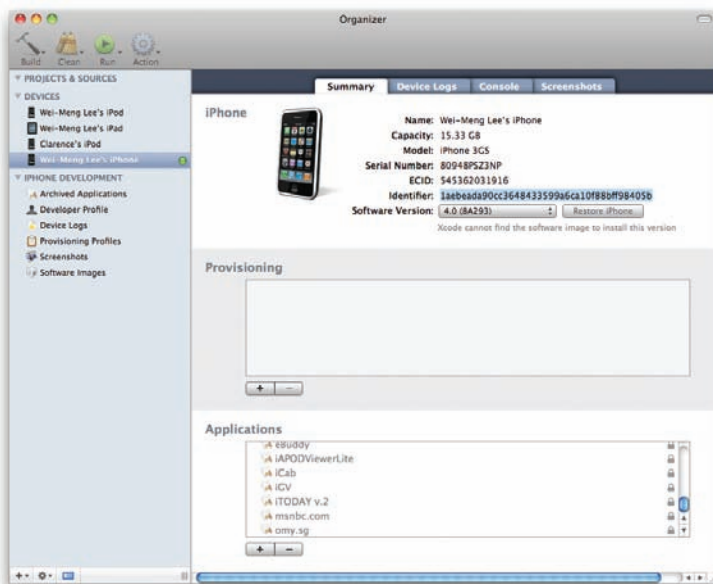 Organizer
Build Clean Run Action
PROJECTS & SOURCES
DEVICES
Wei-Meng Lee's iPod
Wei-Meng Lee's iPad
Clarence's iPod
Wei-Meng Lee's iPhone
IPHONE DEVELOPMENT
Archived Applications
Developer Profile
Device Logs
Provisioning Profiles
Screenshots
Software Images
Summary Device Logs Console Screenshots
iPhone
Name: Wei-Meng Lee's iPhone
Capacity: 15.33 GB
Model: iPhone 3GS
Serial Number: 80948PSZ3NP
ECID: 545362031916
Identifier: 1aebeada90cc3648433599a6ca10f88bff98405b
Software Version: 4.0 (8A293) Restore iPhone
Xcode cannot find the software image to install this version
Provisioning
Applications
eBuddy
iAPODViewerLite
iCab
iGV
iTODAY v.2
msnbc.com
omy.sg